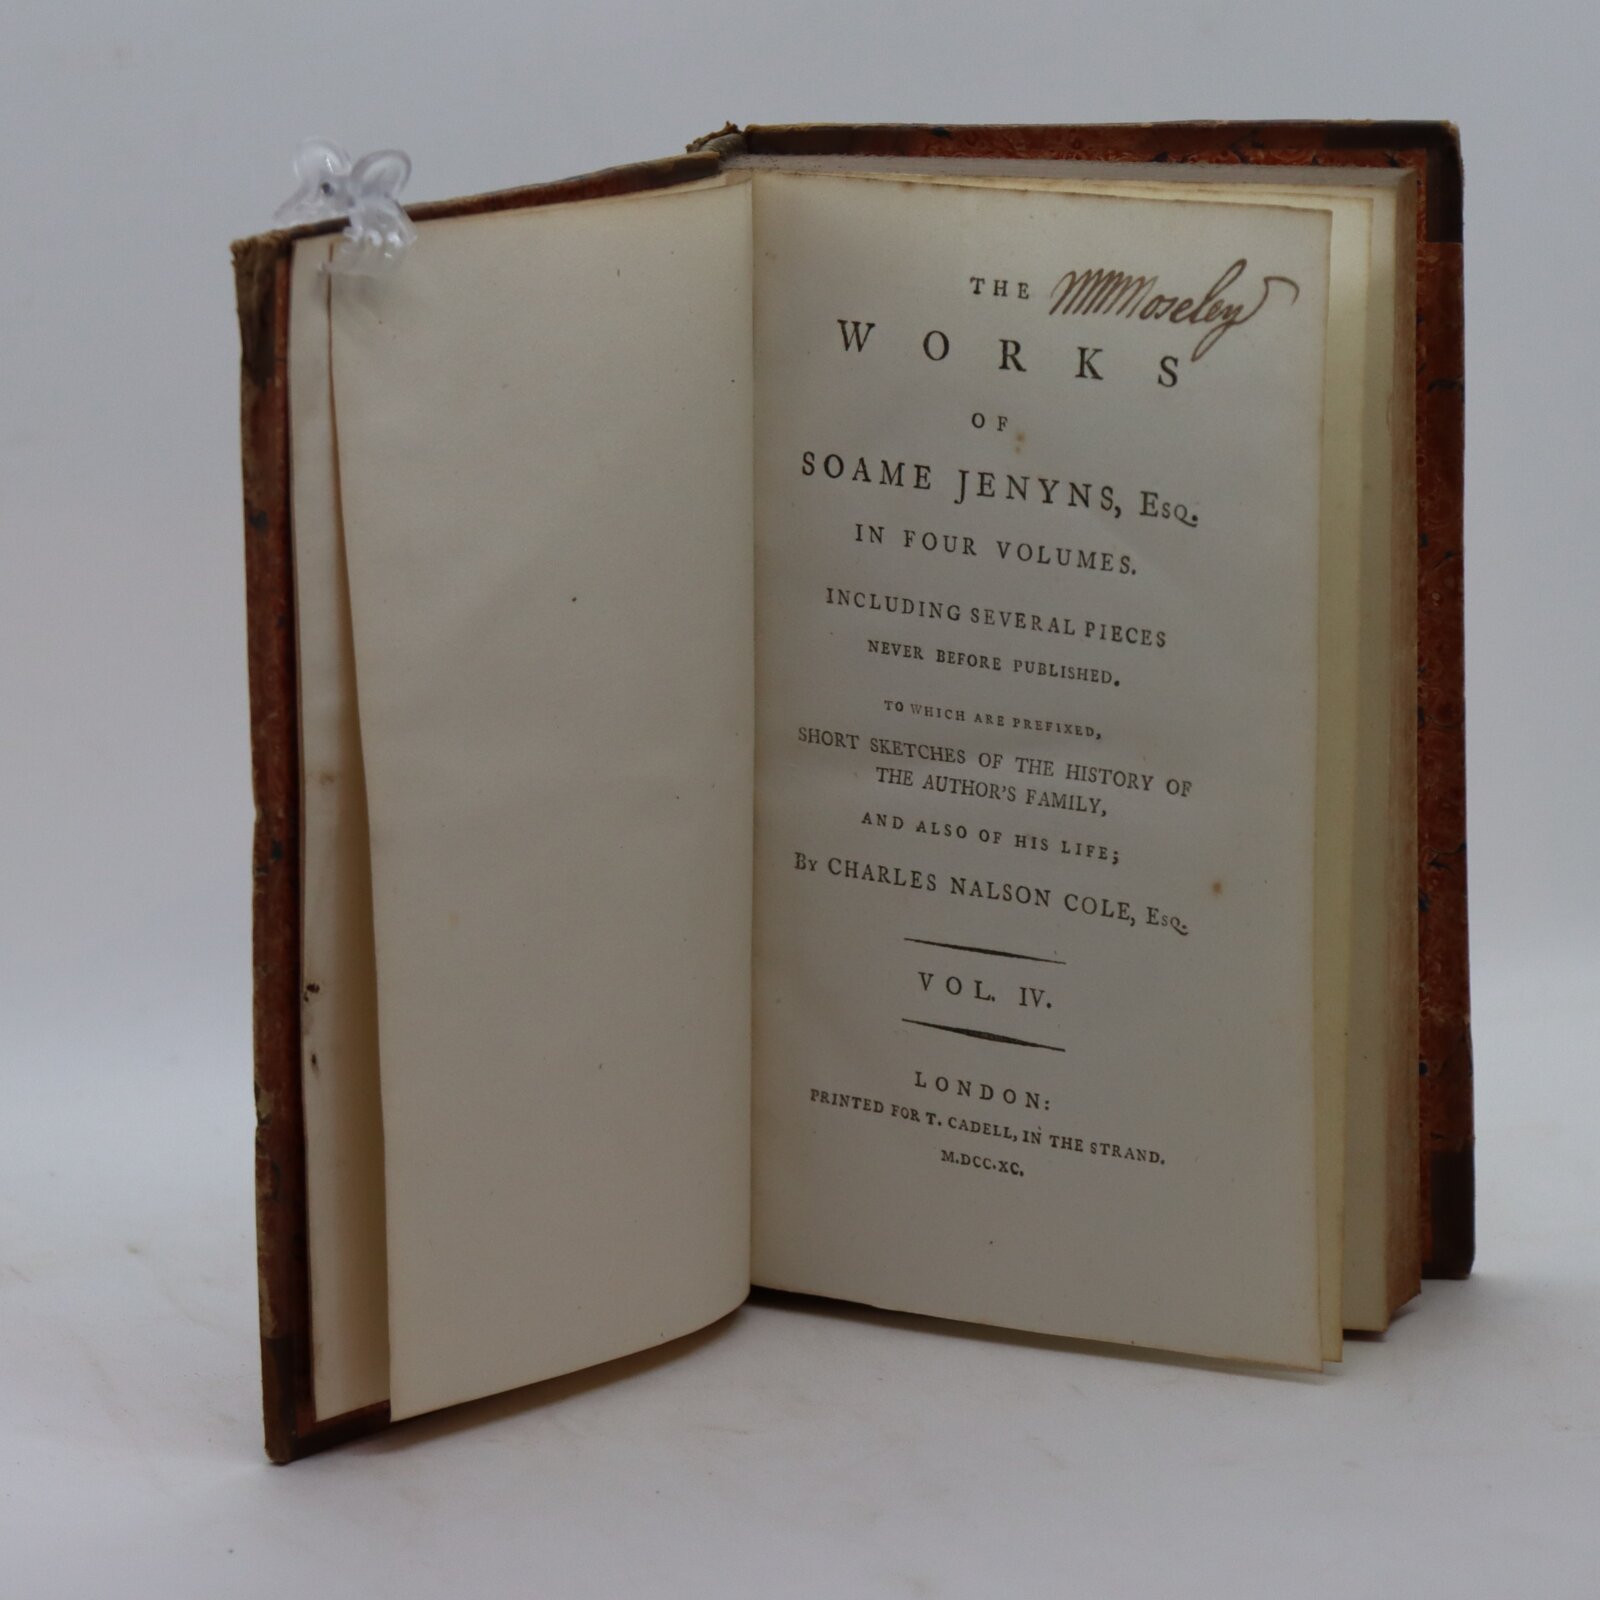 THE
WM Moseley
WORKS
OF
SOAME JENYNS, Esq.
IN FOUR VOLUMES.
INCLUDING SEVERAL PIECES
NEVER BEFORE PUBLISHED.
TO WHICH ARE PREFIXED,
SHORT SKETCHES OF THE HISTORY OF
THE AUTHOR'S FAMILY,
AND ALSO OF HIS LIFE;
By CHARLES NALSON COLE, Esq.
VOL. IV.
LONDON:
PRINTED FOR T. CADELL, IN THE STRAND.
M.DCC.XC.